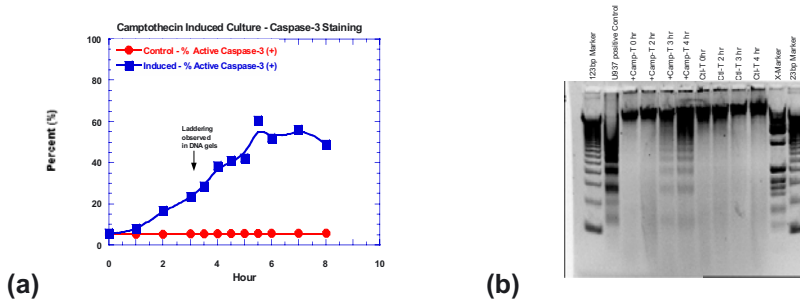 Camptothecin Induced Culture - Caspase-3 Staining
100
80
60
40
20
0
Percent (%)
Control - % Active Caspase-3 (+)
Induced - % Active Caspase-3 (+)
Laddering
observed
in DNA gels
0
2
4
6
8
10
Hour
(a)
123bp Marker
U937 positive Control
+Camp-T 0 hr
+Camp-T 2 hr
+Camp-T 3 hr
+Camp-T 4 hr
Ctl-T 0hr
Ctl-T 2 hr
Ctl-T 3 hr
Ctl-T 4 hr
X-Marker
23bp Marker
(b)